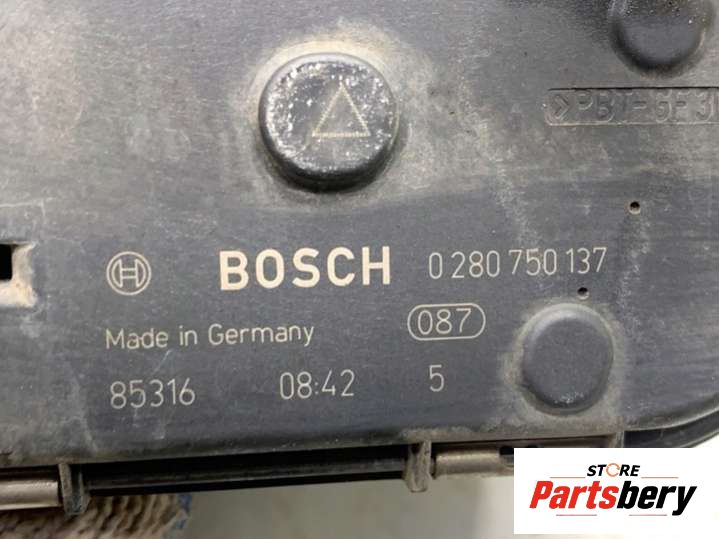 BOSCH 0 280 750 137
Made in Germany 087
85316 08:42 5
STORE
Partsbery